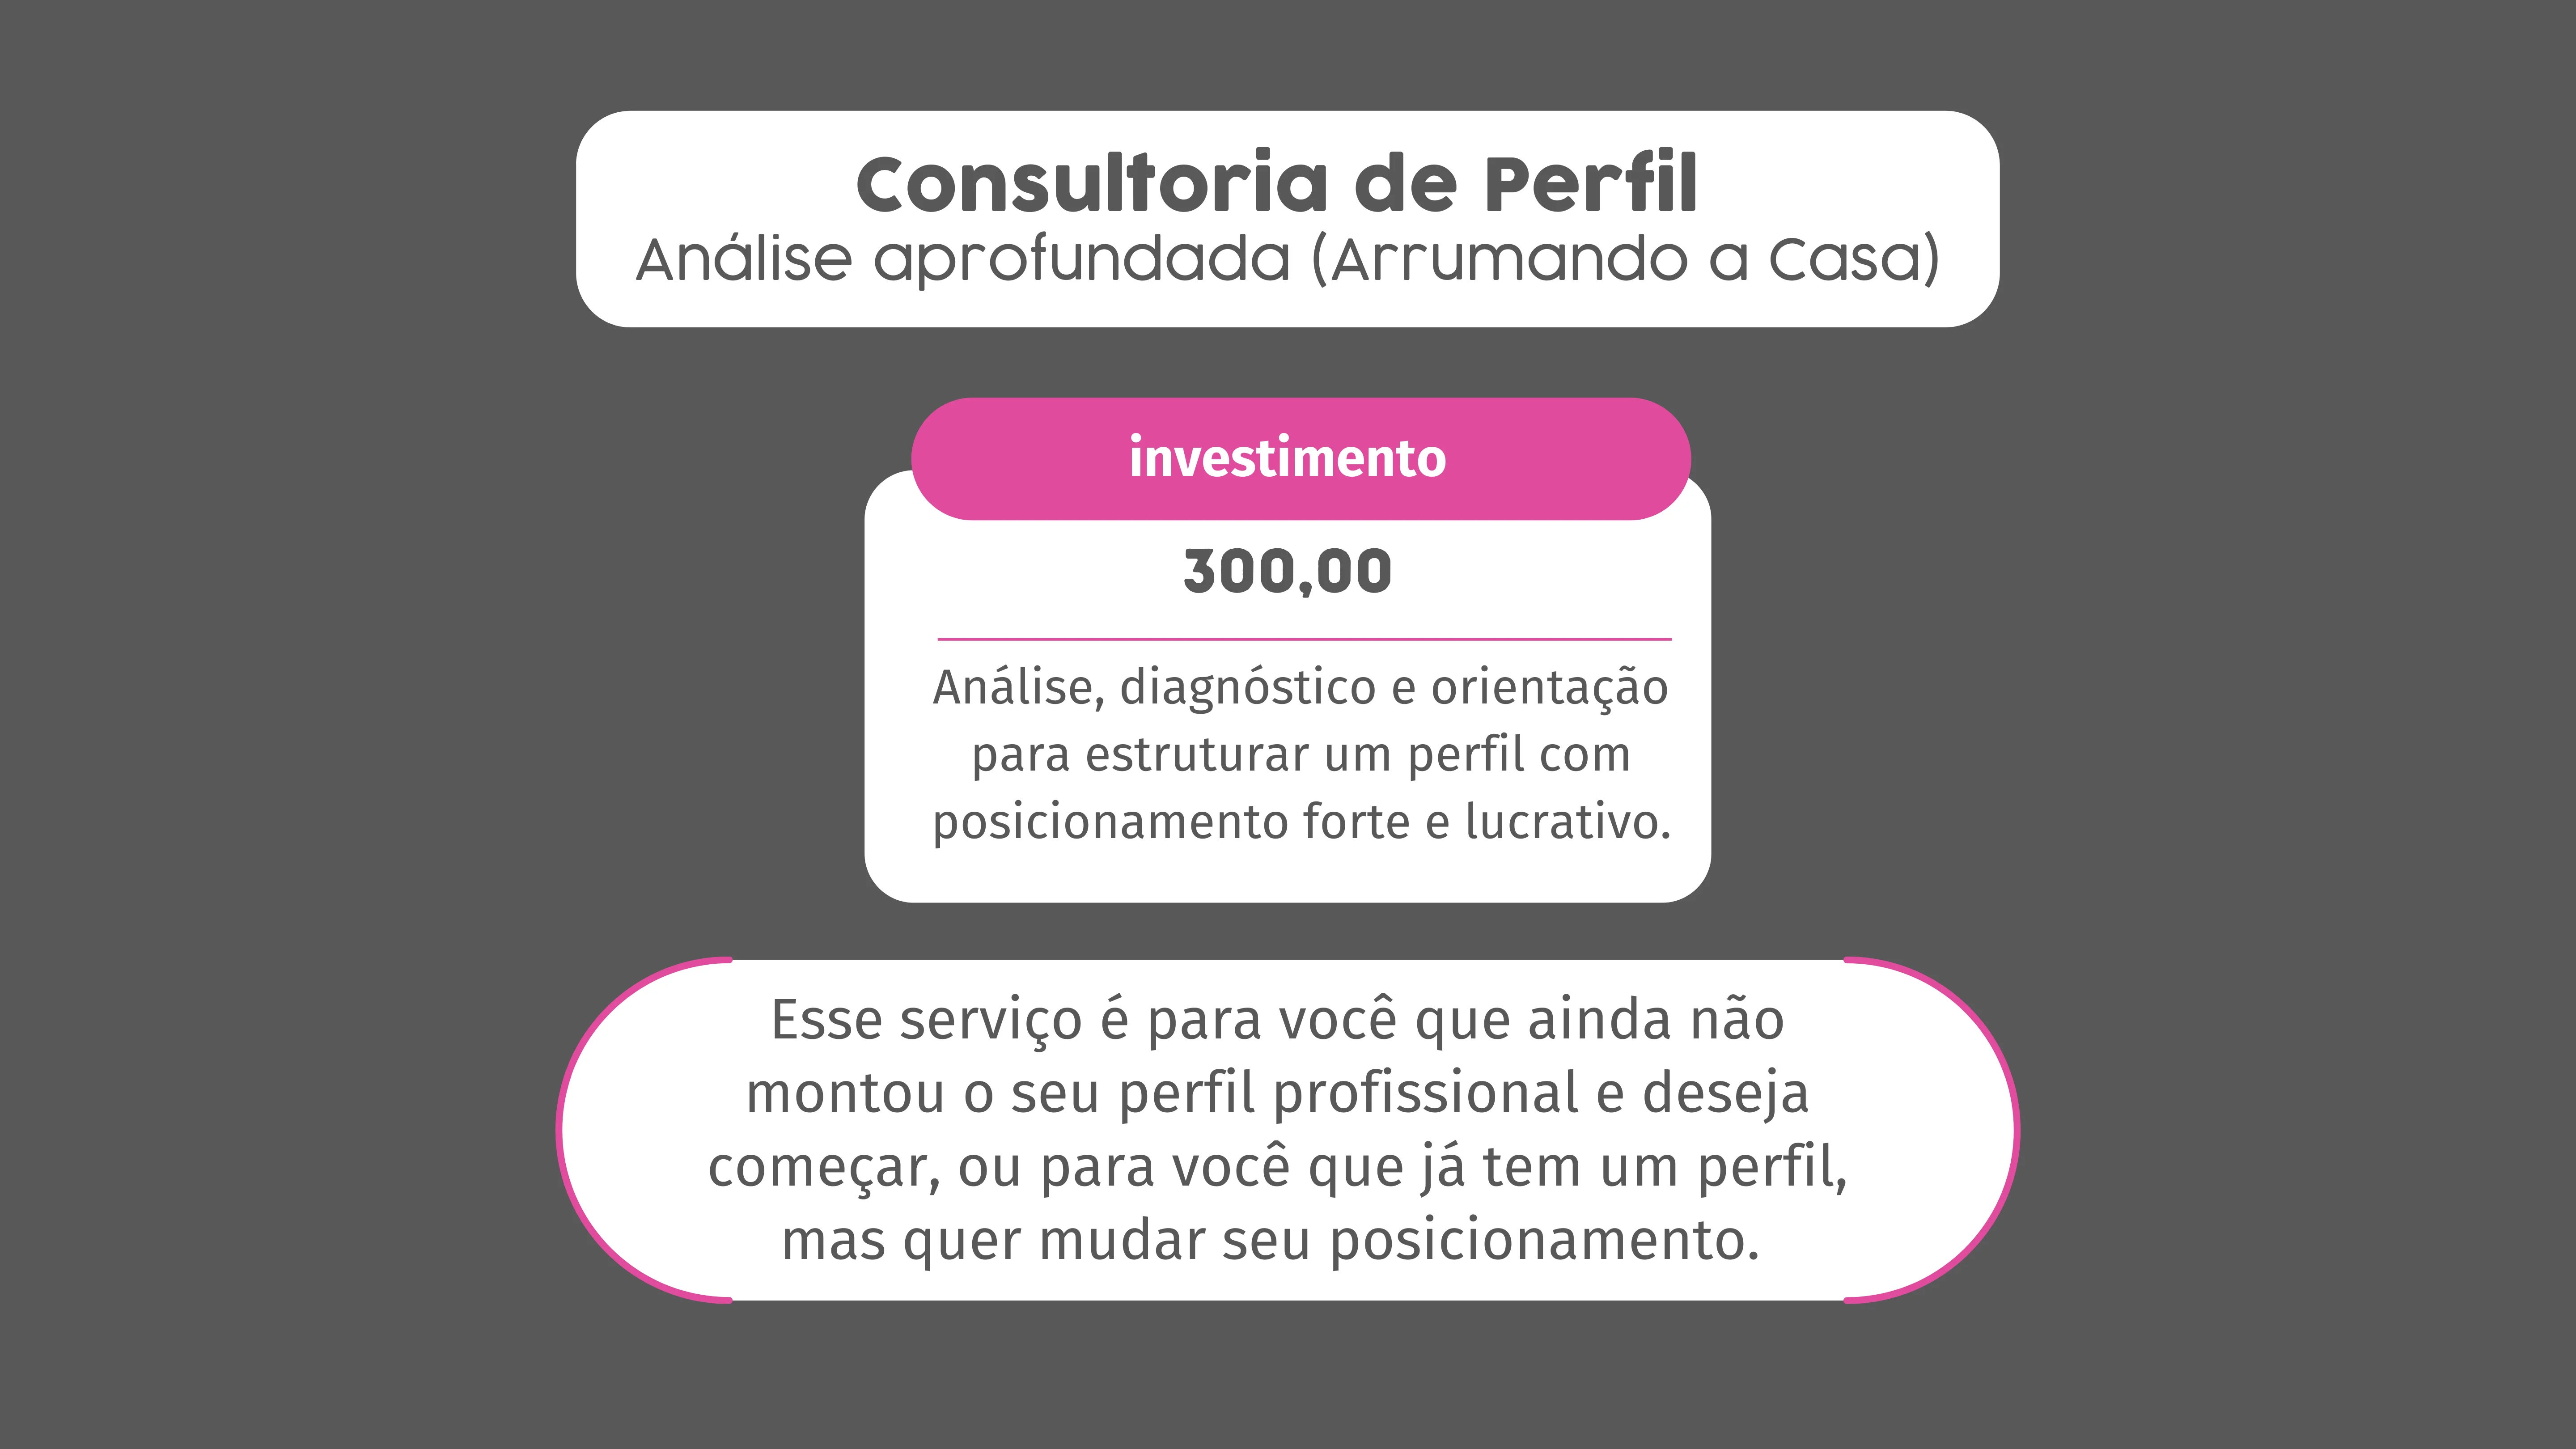 Consultoria de Perfil
Análise aprofundada (Arrumando a Casa)
investimento
300,00
Análise, diagnóstico e orientação
para estruturar um perfil com
posicionamento forte e lucrativo.
Esse serviço é para você que ainda não
montou o seu perfil profissional e deseja
começar, ou para você que já tem um perfil,
mas quer mudar seu posicionamento.